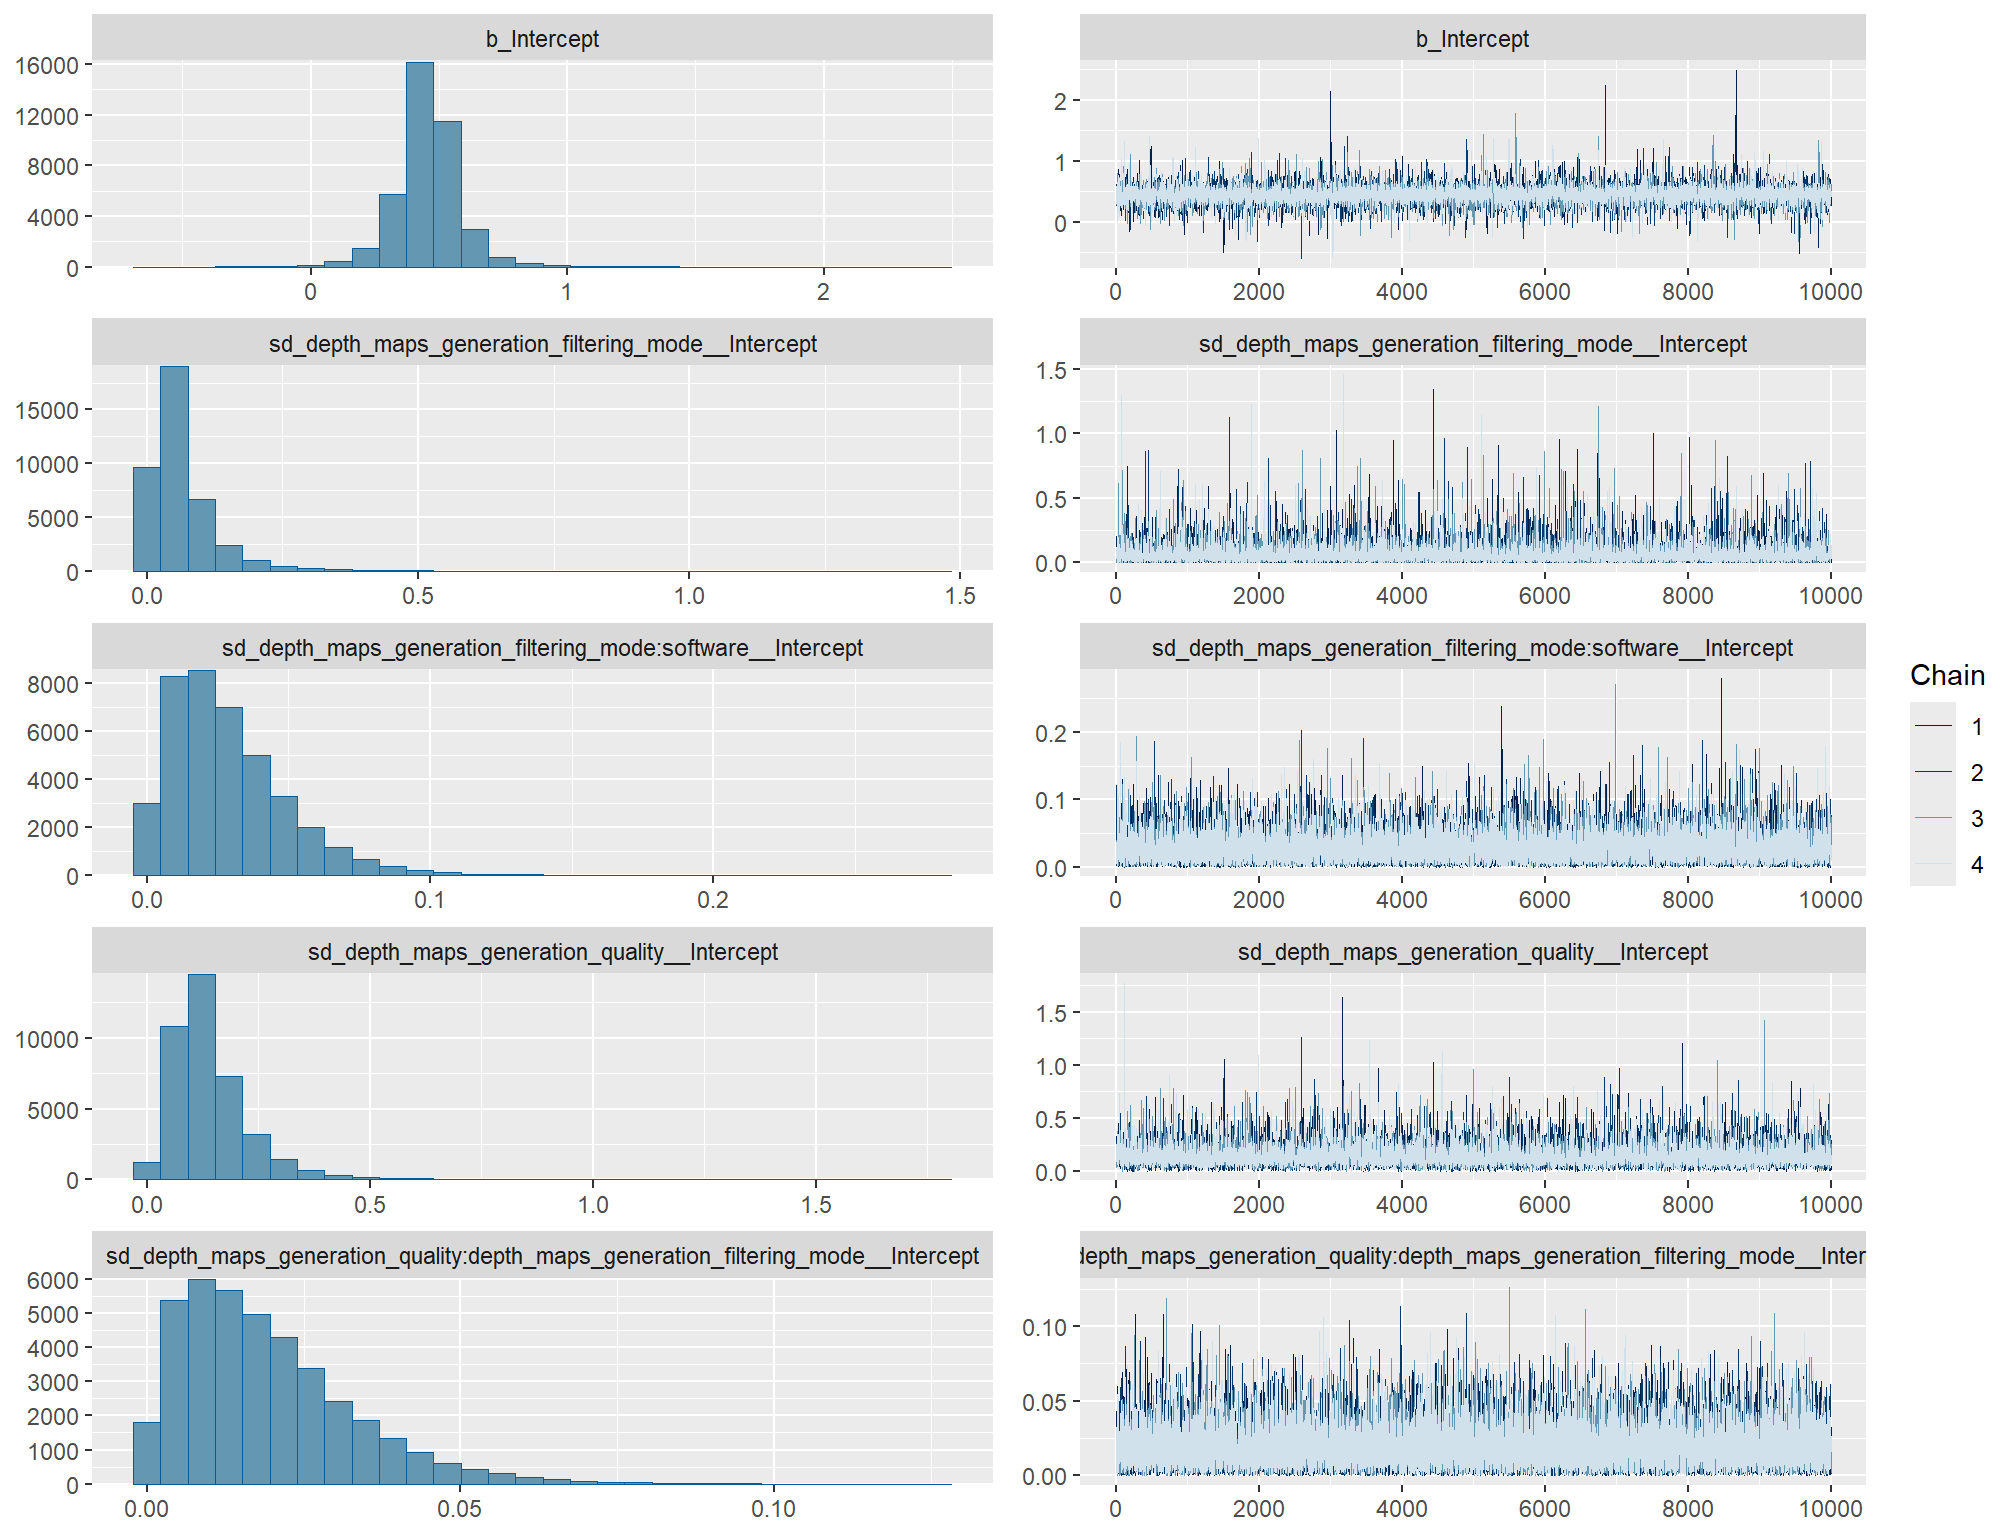 b_Intercept
16000
12000
8000
4000
0
0 1 2
b_Intercept
2
1
0
0 2000 4000 6000 8000 10000
sd_depth_maps_generation_filtering_mode__Intercept
15000
10000
5000
0
0.0 0.5 1.0 1.5
sd_depth_maps_generation_filtering_mode__Intercept
1.5
1.0
0.5
0.0
0 2000 4000 6000 8000 10000
sd_depth_maps_generation_filtering_mode:software__Intercept
8000
6000
4000
2000
0
0.0 0.1 0.2
sd_depth_maps_generation_filtering_mode:software__Intercept
0.2
0.1
0.0
0 2000 4000 6000 8000 10000
sd_depth_maps_generation_quality__Intercept
10000
5000
0
0.0 0.5 1.0 1.5
sd_depth_maps_generation_quality__Intercept
1.5
1.0
0.5
0.0
0 2000 4000 6000 8000 10000
sd_depth_maps_generation_quality:depth_maps_generation_filtering_mode__Intercept
6000
5000
4000
3000
2000
1000
0
0.00 0.05 0.10
depth_maps_generation_quality:depth_maps_generation_filtering_mode__Inter
0.10
0.05
0.00
0 2000 4000 6000 8000 10000
Chain
1
2
3
4